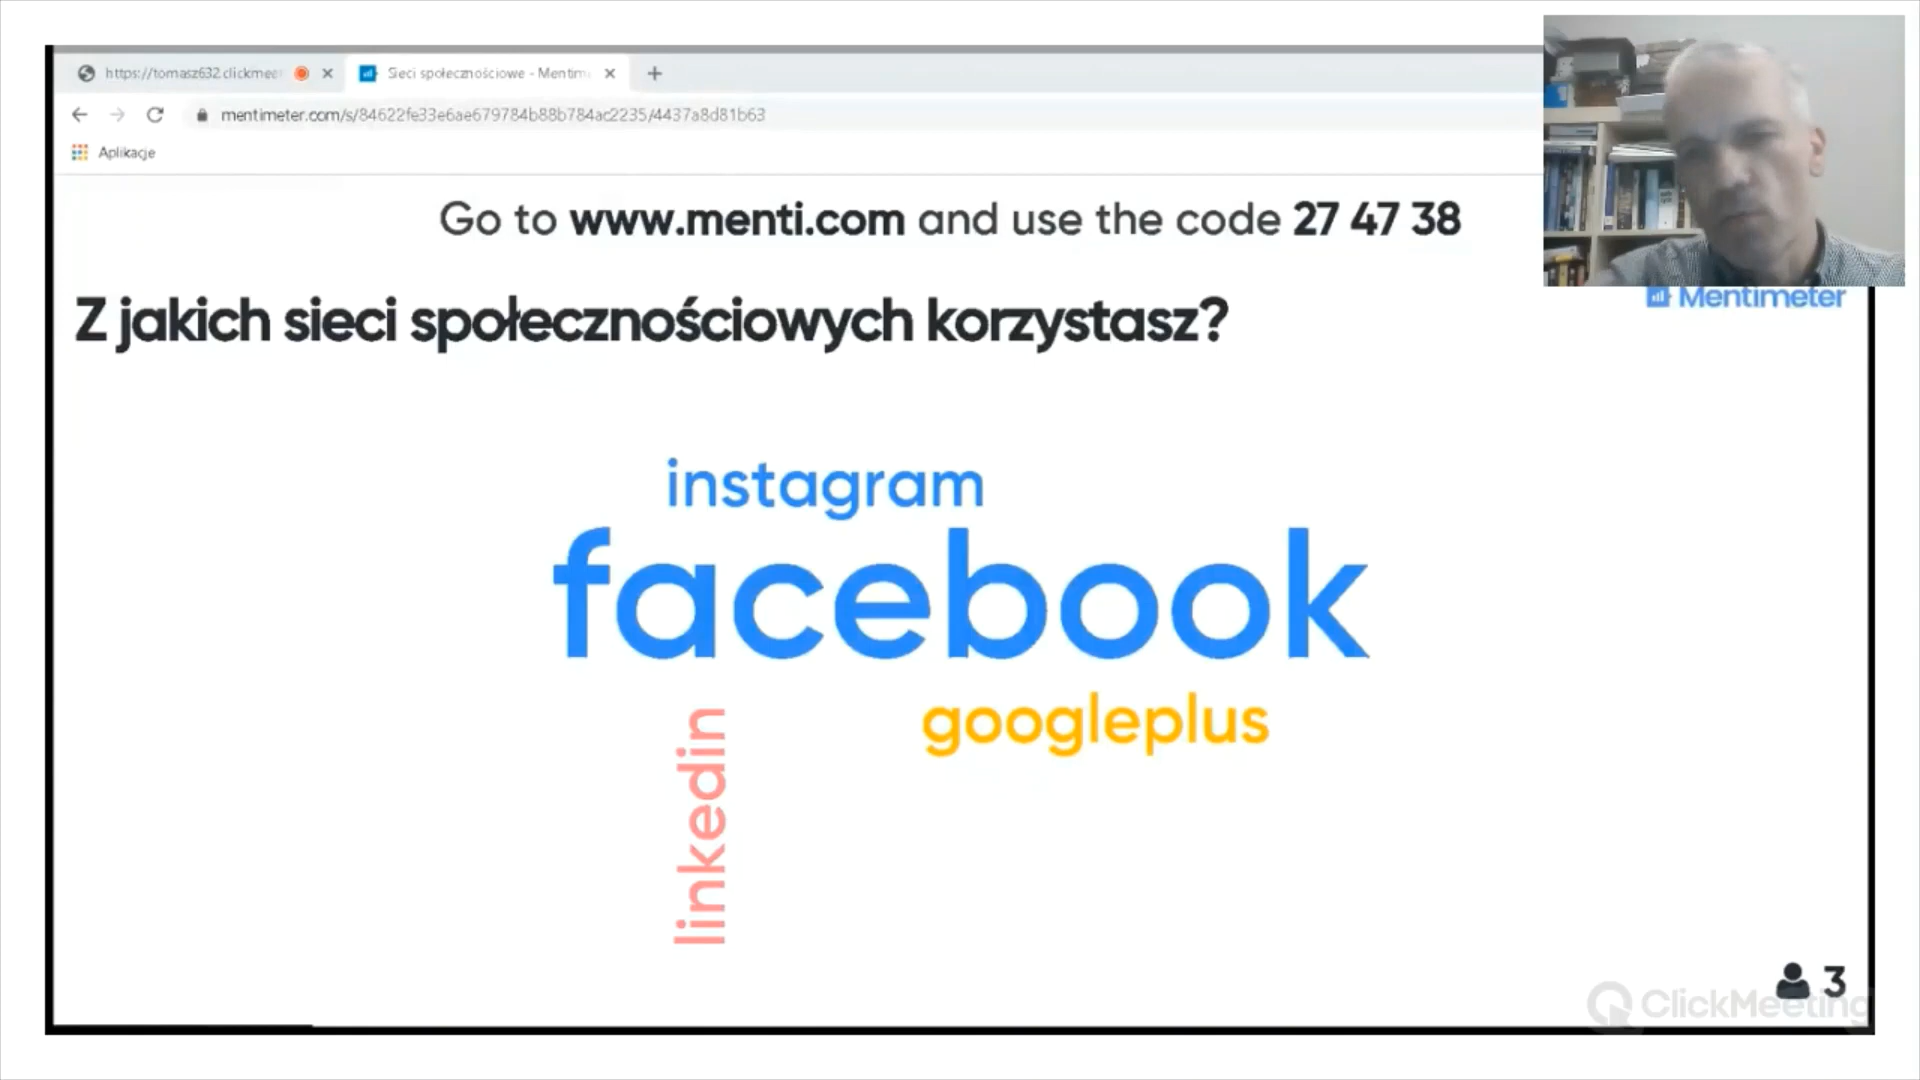 https://tomasz632.clickmee
Sieci społecznościowe - Mentim
mentimeter.com/s/84622fe33e6ae679784b88b784ac2235/4437a8d81b63
Aplikacje
Go to www.menti.com and use the code 27 47 38
Mentimeter
Z jakich sieci społecznościowych korzystasz?
instagram
facebook
googleplus
linkedin
3
ClickMeeting